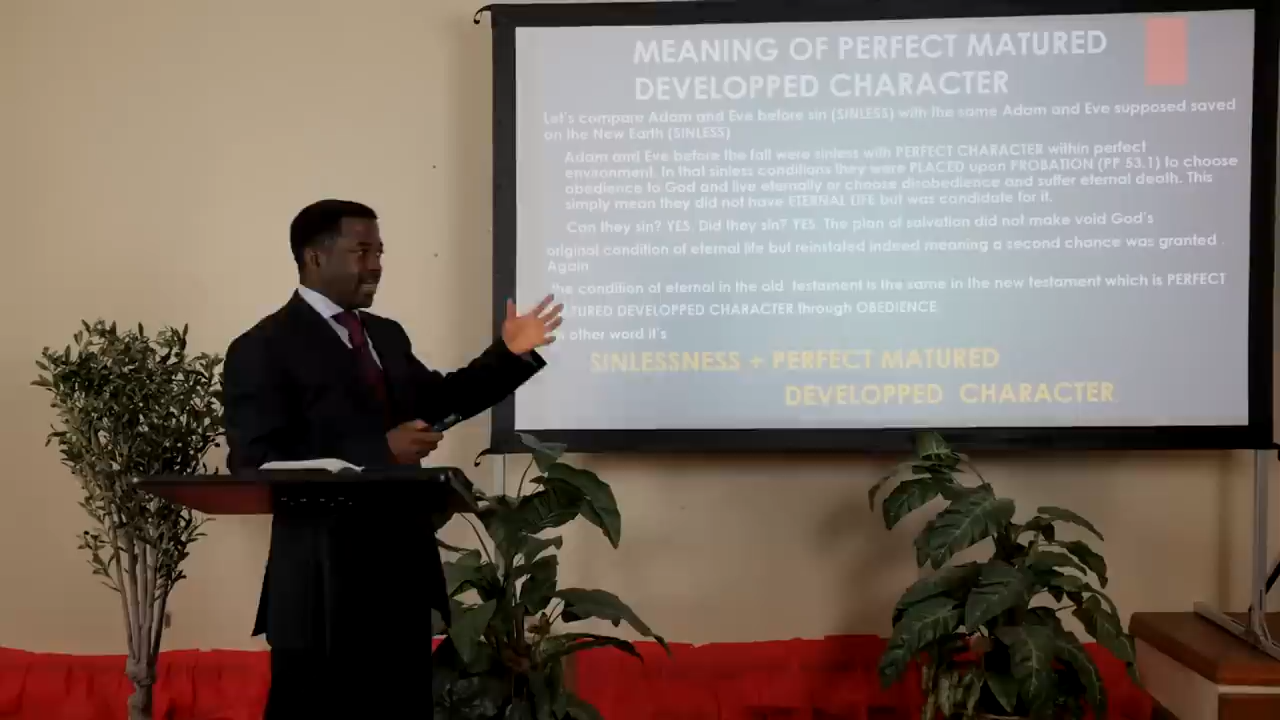 MEANING OF PERFECT MATURED
DEVELOPPED CHARACTER
Let's compare Adam and Eve before sin (SINLESS) with the same Adam and Eve supposed saved
on the New Earth (SINLESS)
Adam and Eve before the fall were sinless with PERFECT CHARACTER within perfect
environment. In that sinless conditions they were PLACED upon PROBATION (PP 53.1) to choose
obedience to God and live eternally or choose disobedience and suffer eternal death. This
simply mean they did not have ETERNAL LIFE but was candidate for it.
Can they sin? YES. Did they sin? YES. The plan of salvation did not make void God's
original condition of eternal life but reinstated indeed meaning a second chance was granted .
Again
the condition of eternal in the old testament is the same in the new testament which is PERFECT
TURED DEVELOPPED CHARACTER through OBEDIENCE
other word it's
SINLESSNESS + PERFECT MATURED
DEVELOPPED CHARACTER